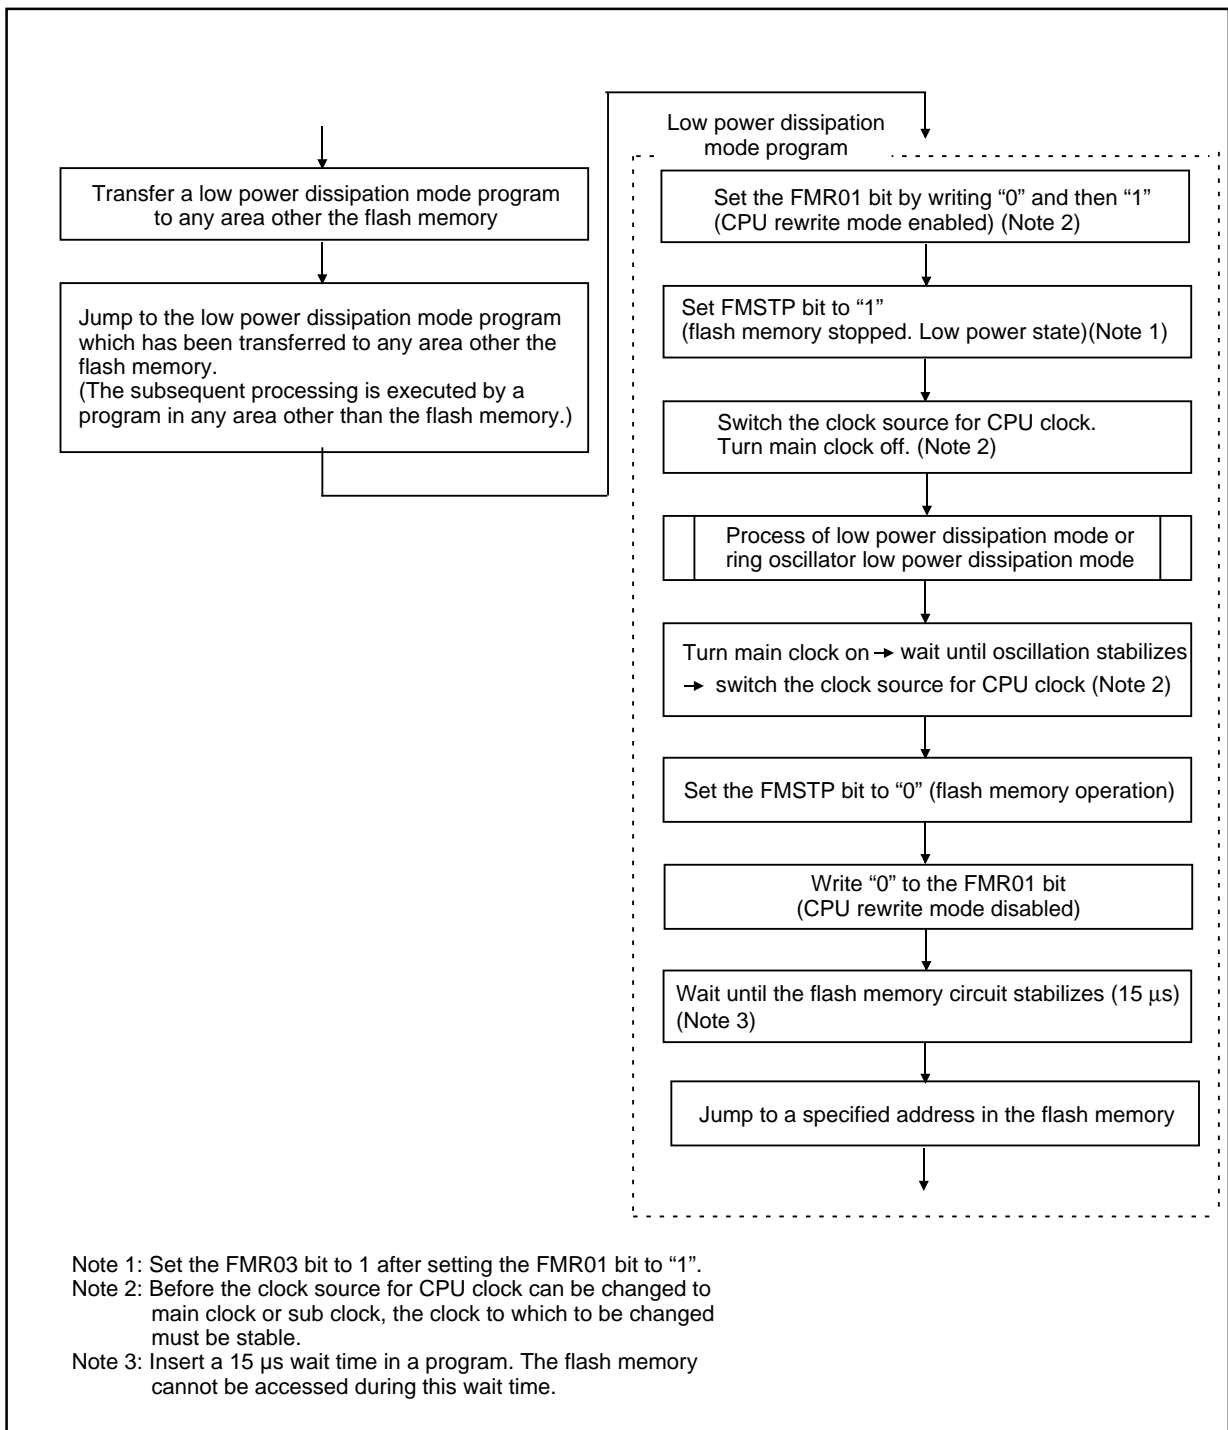 Transfer a low power dissipation mode program
to any area other the flash memory
Jump to the low power dissipation mode program
which has been transferred to any area other the
flash memory.
(The subsequent processing is executed by a
program in any area other than the flash memory.)
Low power dissipation
mode program
Set the FMR01 bit by writing “0” and then “1”
(CPU rewrite mode enabled) (Note 2)
Set FMSTP bit to “1”
(flash memory stopped. Low power state)(Note 1)
Switch the clock source for CPU clock.
Turn main clock off. (Note 2)
Process of low power dissipation mode or
ring oscillator low power dissipation mode
Turn main clock on → wait until oscillation stabilizes
→ switch the clock source for CPU clock (Note 2)
Set the FMSTP bit to “0” (flash memory operation)
Write “0” to the FMR01 bit
(CPU rewrite mode disabled)
Wait until the flash memory circuit stabilizes (15 μs)
(Note 3)
Jump to a specified address in the flash memory
Note 1: Set the FMR03 bit to 1 after setting the FMR01 bit to “1”.
Note 2: Before the clock source for CPU clock can be changed to
main clock or sub clock, the clock to which to be changed
must be stable.
Note 3: Insert a 15 µs wait time in a program. The flash memory
cannot be accessed during this wait time.